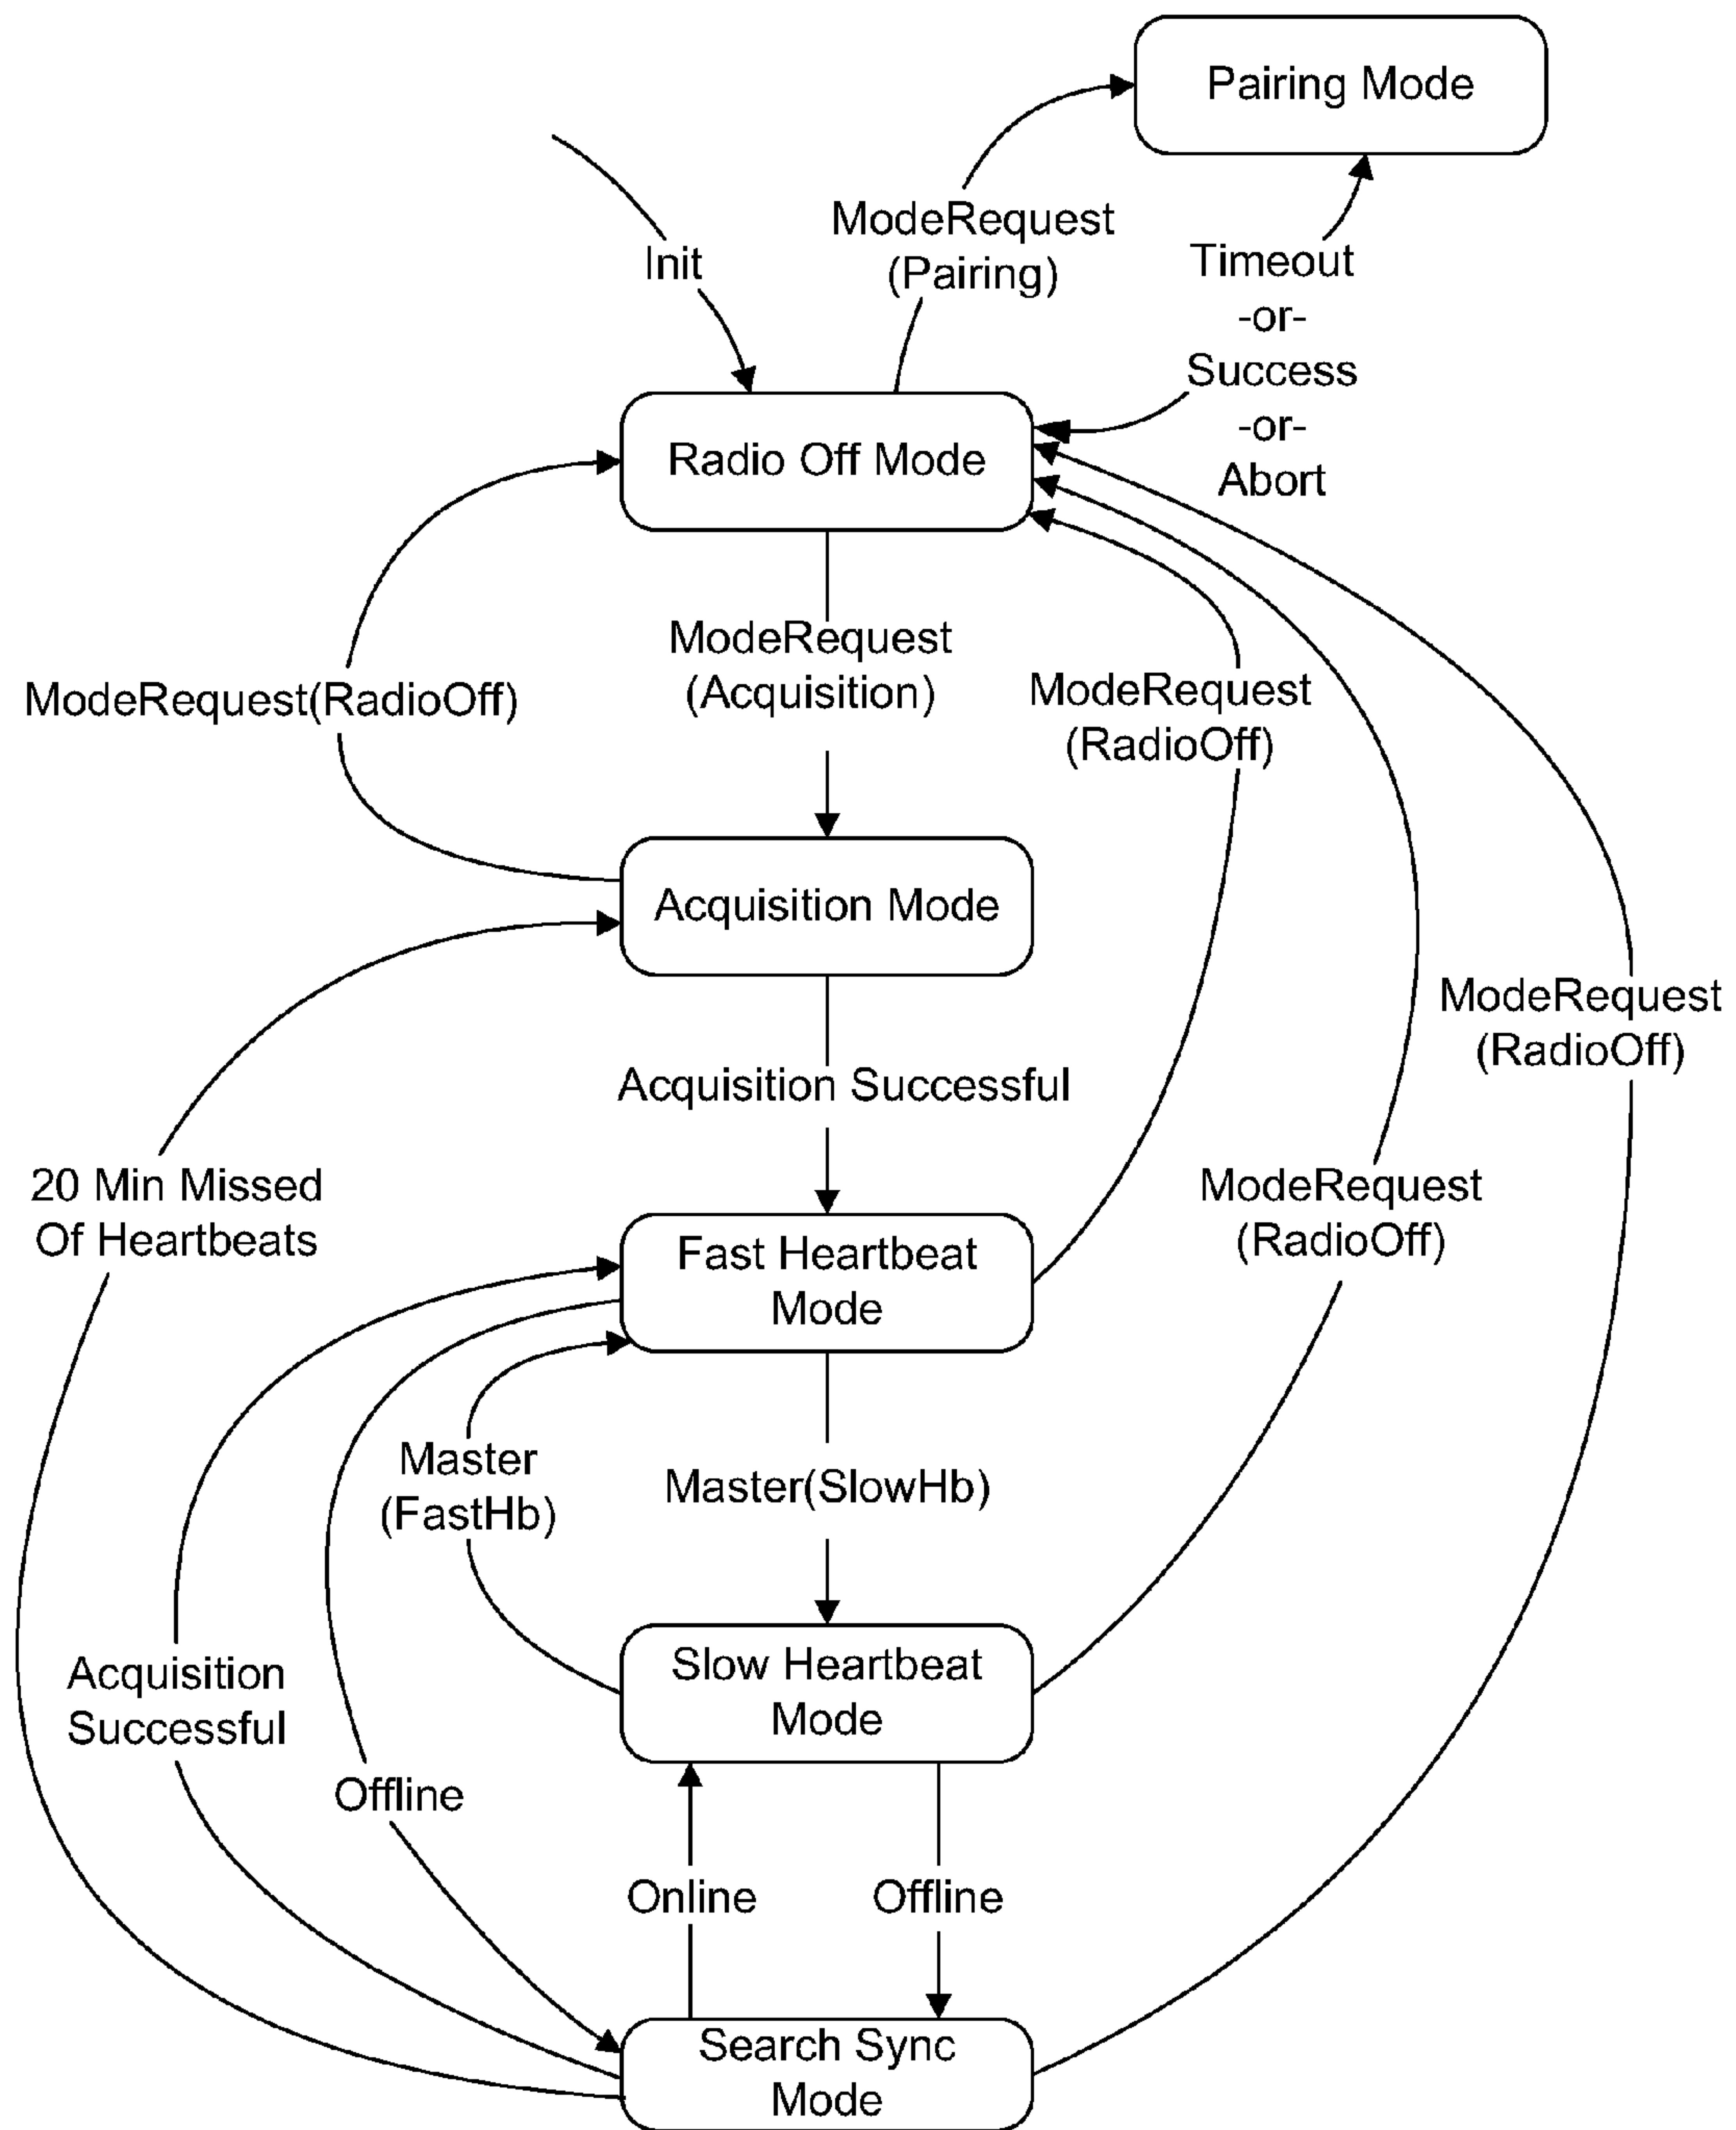 Pairing Mode
ModeRequest
(Pairing)
Init
Timeout
-or-
Success
-or-
Abort
Radio Off Mode
ModeRequest
(Acquisition)
ModeRequest(RadioOff)
ModeRequest
(RadioOff)
Acquisition Mode
ModeRequest
(RadioOff)
Acquisition Successful
20 Min Missed
Of Heartbeats
ModeRequest
(RadioOff)
Fast Heartbeat
Mode
Master
(FastHb)
Master(SlowHb)
Acquisition
Successful
Slow Heartbeat
Mode
Offline
Online
Offline
Search Sync
Mode